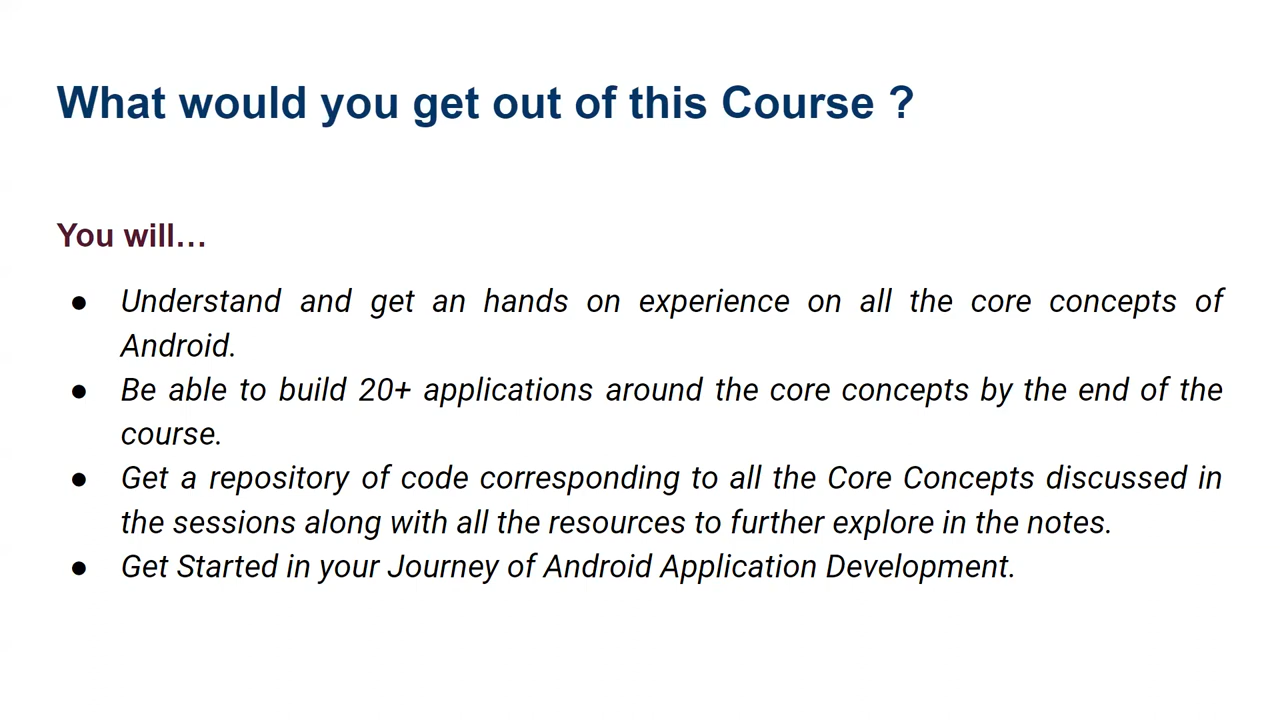 What would you get out of this Course ?
You will…
● Understand and get an hands on experience on all the core concepts of
Android.
● Be able to build 20+ applications around the core concepts by the end of the
course.
● Get a repository of code corresponding to all the Core Concepts discussed in
the sessions along with all the resources to further explore in the notes.
● Get Started in your Journey of Android Application Development.